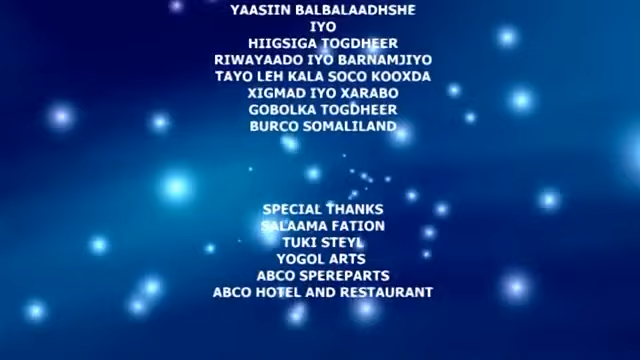 YAASIIN BALBALAADHSHE
IYO
HIIGSIGA TOGDHEER
RIWAYAADO IYO BARNAMJIYO
TAYO LEH KALA SOCO KOOXDA
XIGMAD IYO XARABO
GOBOLKA TOGDHEER
BURCO SOMALILAND
SPECIAL THANKS
SALAAMA FATION
TUKI STEYL
YOGOL ARTS
ABCO SPEREPARTS
ABCO HOTEL AND RESTAURANT